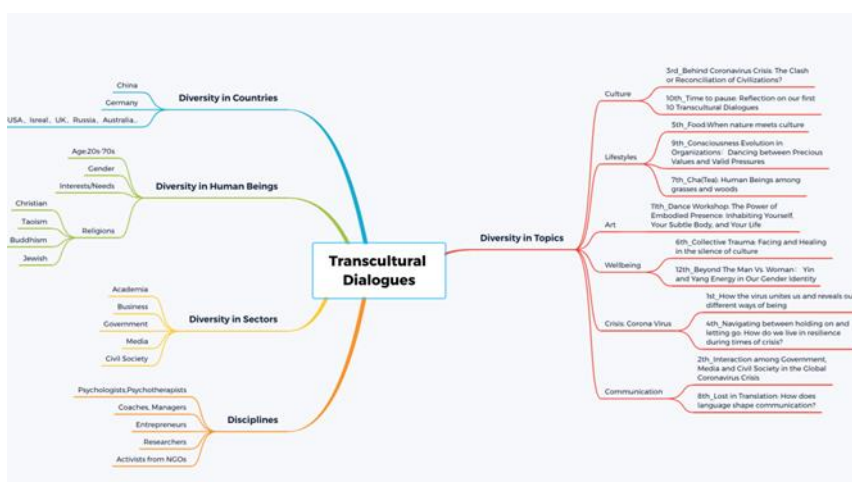 Transcultural
Dialogues
Diversity in Countries
China
Germany
USA、Isreal、UK、Russia、Australia...
Diversity in Human Beings
Age:20s-70s
Gender
Interests/Needs
Religions
Christian
Taoism
Buddhism
Jewish
Diversity in Sectors
Academia
Business
Government
Media
Civil Society
Disciplines
Psychologists,Psychotherapists
Coaches, Managers
Entrepreneurs
Researchers
Activists from NGOs
Diversity in Topics
Culture
3rd_Behind Coronavirus Crisis: The Clash
or Reconciliation of Civilizations?
10th_Time to pause: Reflection on our first
10 Transcultural Dialogues
Lifestyles
5th_Food:When nature meets culture
9th_Consciousness Evolution in
Organizations： Dancing between Precious
Values and Valid Pressures
7th_Cha(Tea): Human Beings among
grasses and woods
Art
11th_Dance Workshop: The Power of
Embodied Presence: Inhabiting Yourself,
Your Subtle Body, and Your Life
Wellbeing
6th_Collective Trauma: Facing and Healing
in the silence of culture
12th_Beyond The Man Vs. Woman： Yin
and Yang Energy in Our Gender Identity
Crisis: Corona Virus
1st_How the virus unites us and reveals ou
different ways of being
4th_Navigating between holding on and
letting go: How do we live in resilience
during times of crisis?
Communication
2th_Interaction among Government,
Media and Civil Society in the Global
Coronavirus Crisis
8th_Lost in Translation: How does
language shape communication?